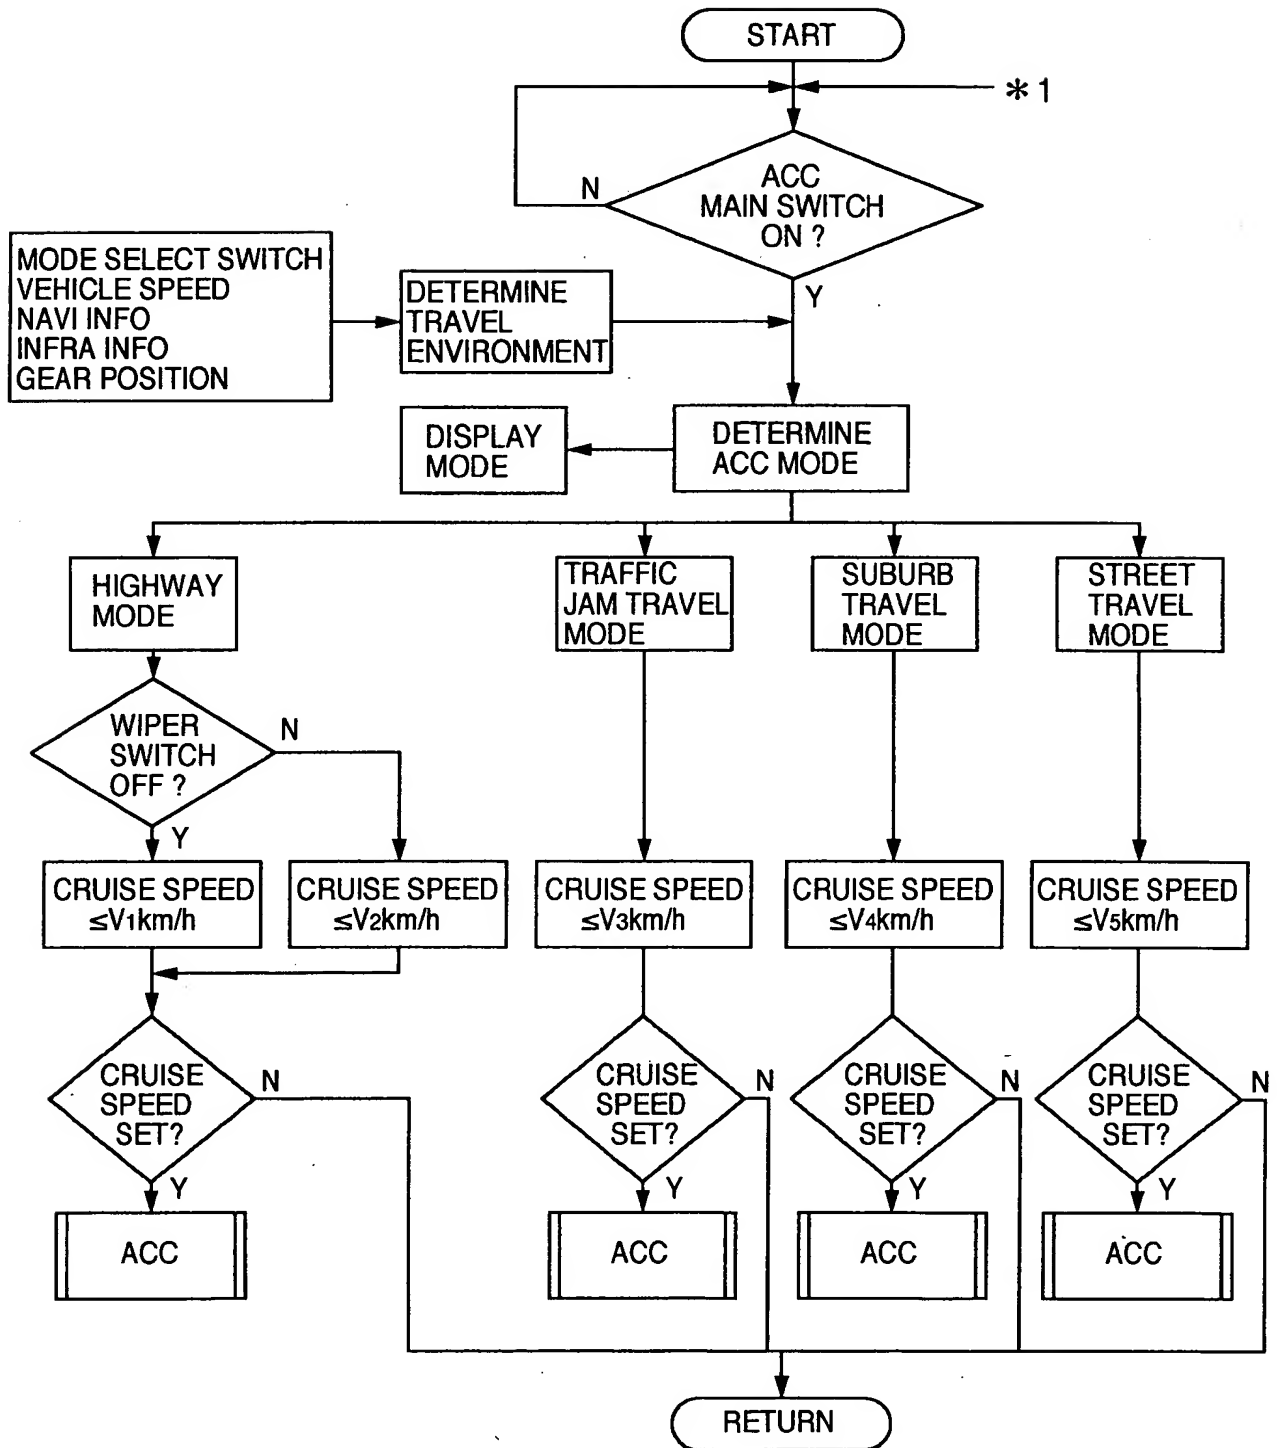 START
*1
ACC
MAIN SWITCH
ON ?
N
Y
MODE SELECT SWITCH
VEHICLE SPEED
NAVI INFO
INFRA INFO
GEAR POSITION
DETERMINE
TRAVEL
ENVIRONMENT
DISPLAY
MODE
DETERMINE
ACC MODE
HIGHWAY
MODE
TRAFFIC
JAM TRAVEL
MODE
SUBURB
TRAVEL
MODE
STREET
TRAVEL
MODE
WIPER
SWITCH
OFF ?
N
Y
CRUISE SPEED
≤V1km/h
CRUISE SPEED
≤V2km/h
CRUISE SPEED
≤V3km/h
CRUISE SPEED
≤V4km/h
CRUISE SPEED
≤V5km/h
CRUISE
SPEED
SET?
N
Y
CRUISE
SPEED
SET?
N
Y
CRUISE
SPEED
SET?
N
Y
CRUISE
SPEED
SET?
N
Y
ACC
ACC
ACC
ACC
RETURN